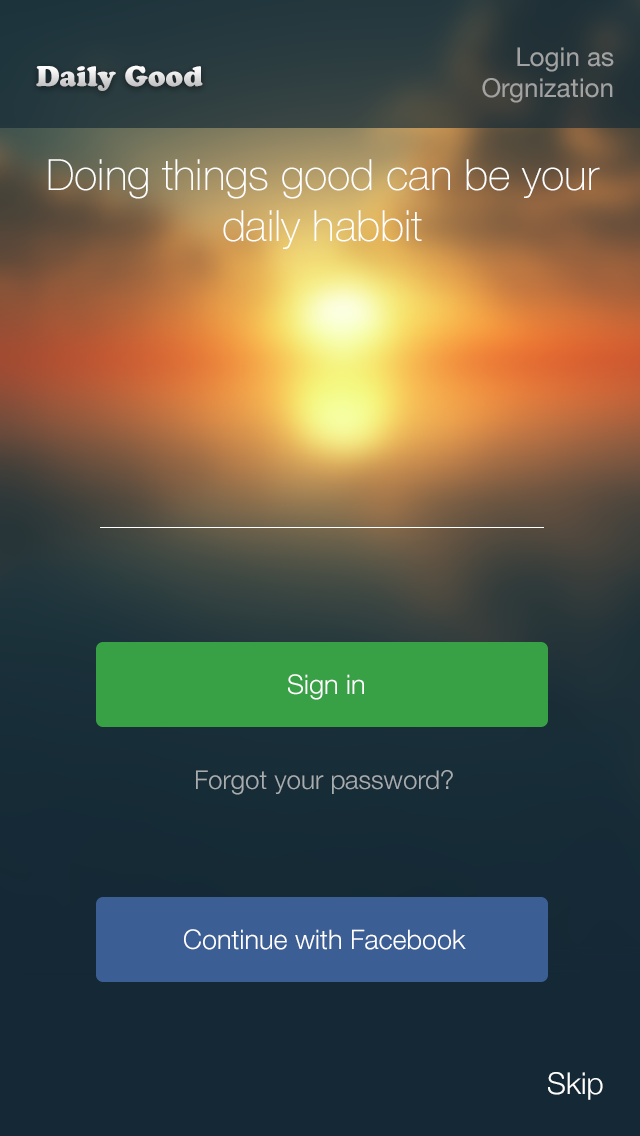 Daily Good
Login as
Orgnization
Doing things good can be your
daily habbit
Sign in
Forgot your password?
Continue with Facebook
Skip